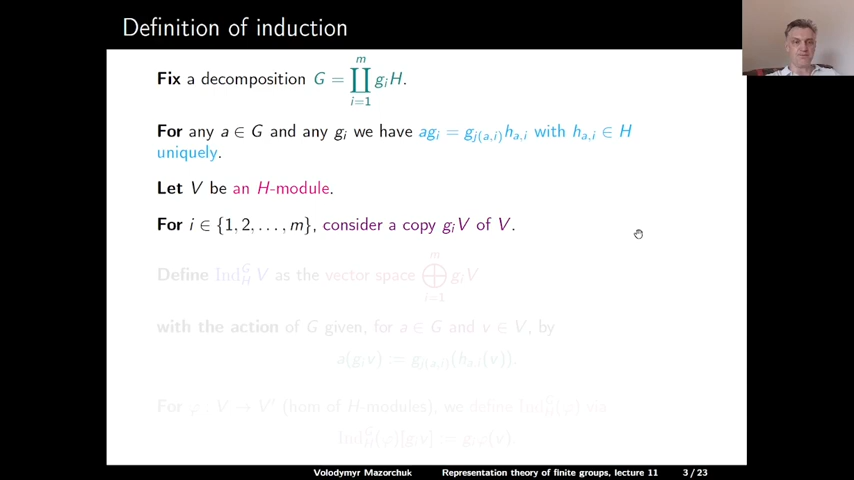 Definition of induction
Fix a decomposition G = ∐_{i=1}^{m} g_iH.
For any a ∈ G and any g_i we have ag_i = g_{j(a,i)}h_{a,i} with h_{a,i} ∈ H
uniquely.
Let V be an H-module.
For i ∈ {1, 2, . . . , m}, consider a copy g_iV of V.
Define Ind_H^G V as the vector space ⊕_{i=1}^{m} g_iV
with the action of G given, for a ∈ G and v ∈ V, by
a(g_iv) := g_{j(a,i)}(h_{a,i}(v)).
For φ : V → V′ (hom of H-modules), we define Ind_H^G(φ) via
Ind_H^G(φ)[g_iv] := g_iφ(v)
Volodymyr Mazorchuk Representation theory of finite groups, lecture 11 3 / 23